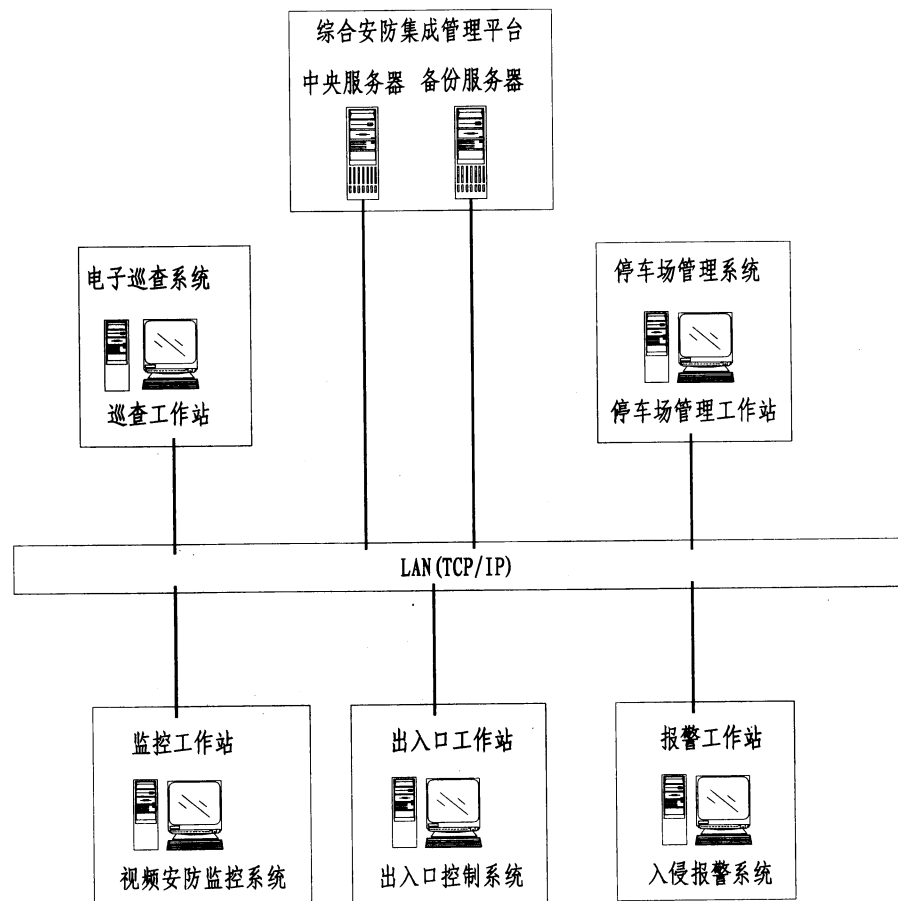 综合安防集成管理平台
中央服务器 备份服务器
电子巡查系统
巡查工作站
停车场管理系统
停车场管理工作站
LAN(TCP/IP)
监控工作站
视频安防监控系统
出入口工作站
出入口控制系统
报警工作站
入侵报警系统